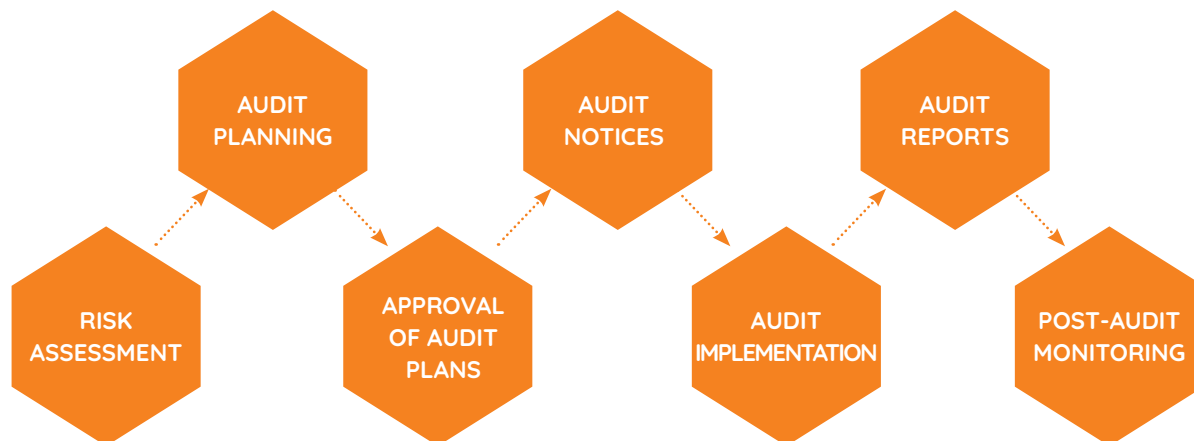 RISK
ASSESSMENT
AUDIT
PLANNING
APPROVAL
OF AUDIT
PLANS
AUDIT
NOTICES
AUDIT
IMPLEMENTATION
AUDIT
REPORTS
POST-AUDIT
MONITORING